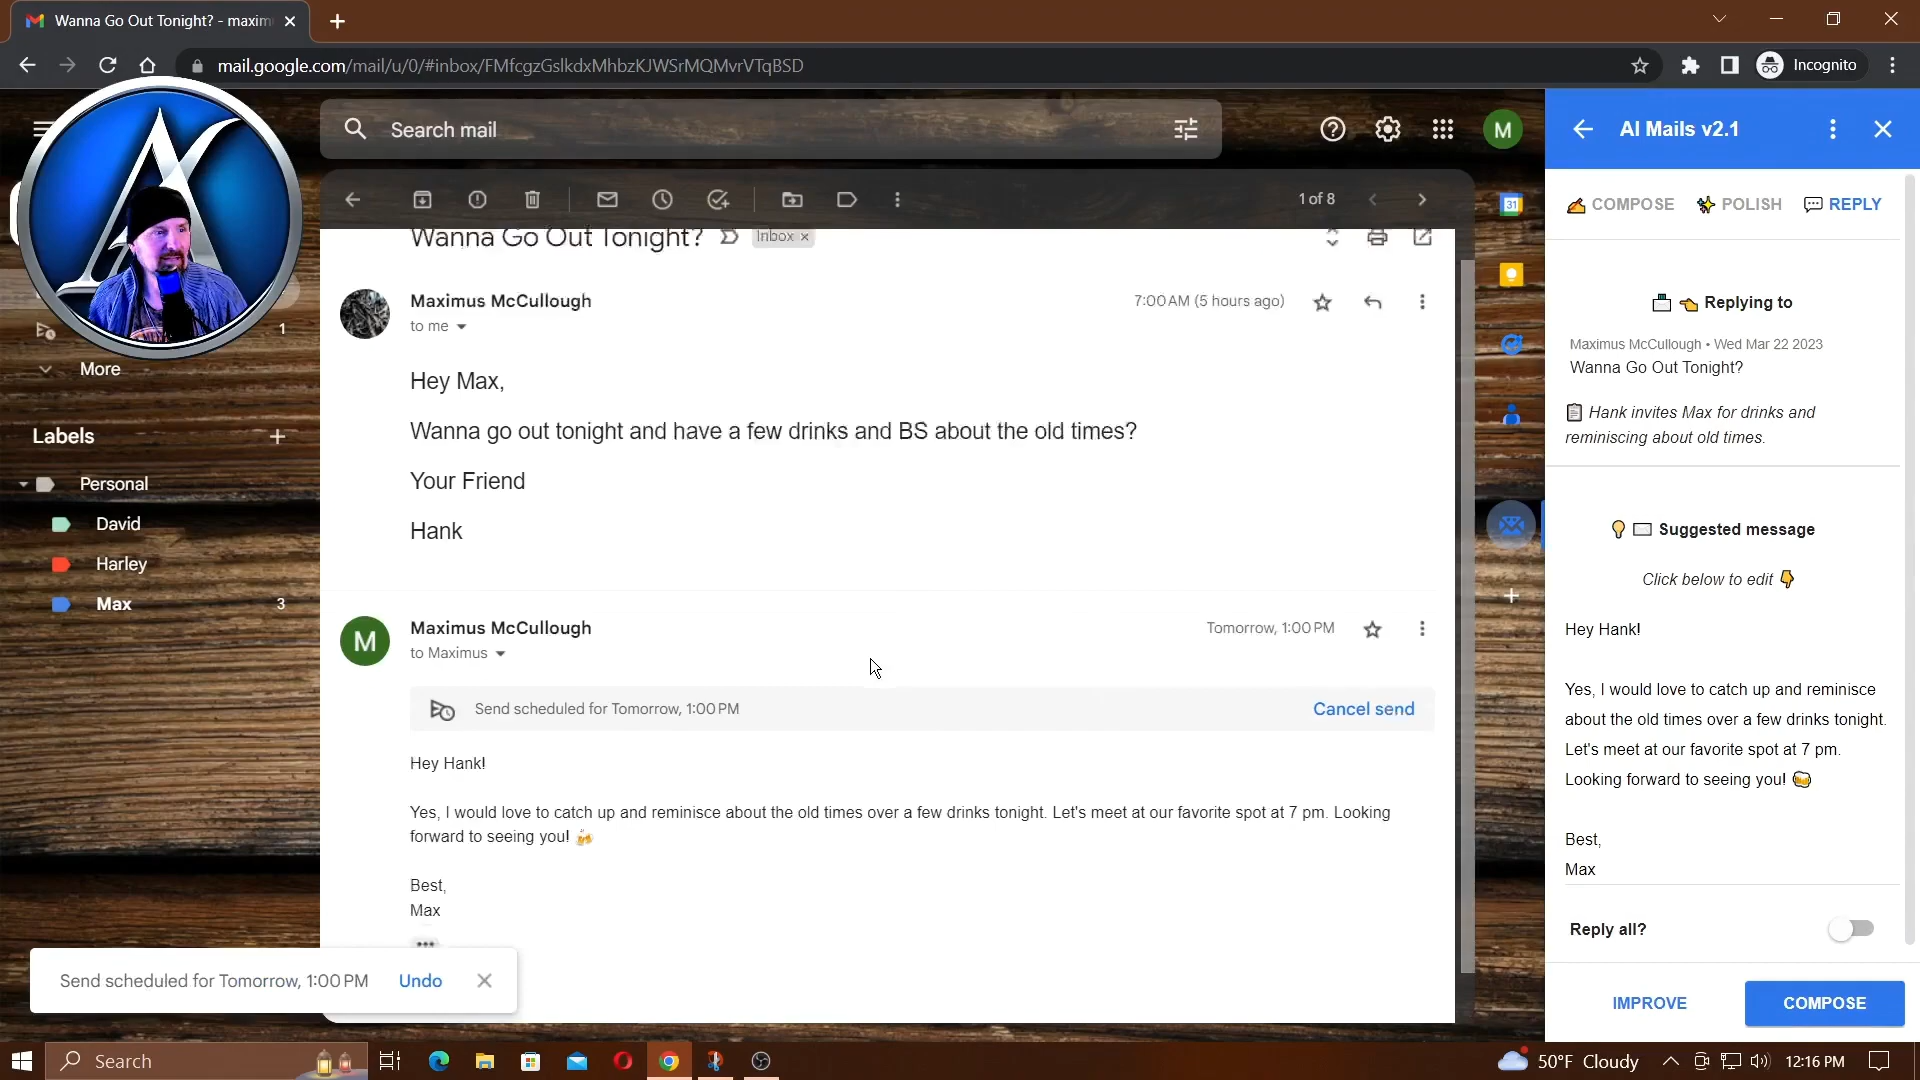 Wanna Go Out Tonight? - maxim
mail.google.com/mail/u/0/#inbox/FMfcgzGslkdxMhbzKJWSrMQMvrVTqBSD
Incognito
Search mail
M
1 of 8
Wanna Go Out Tonight?
Inbox ×
Maximus McCullough
7:00 AM (5 hours ago)
to me
Hey Max,
Wanna go out tonight and have a few drinks and BS about the old times?
Your Friend
Hank
M
Maximus McCullough
Tomorrow, 1:00 PM
to Maximus
Send scheduled for Tomorrow, 1:00 PM
Cancel send
Hey Hank!
Yes, I would love to catch up and reminisce about the old times over a few drinks tonight. Let's meet at our favorite spot at 7 pm. Looking
forward to seeing you! 🍻
Best,
Max
1
More
Labels
Personal
David
Harley
Max
3
Send scheduled for Tomorrow, 1:00 PM
Undo
31
AI Mails v2.1
COMPOSE
POLISH
REPLY
Replying to
Maximus McCullough • Wed Mar 22 2023
Wanna Go Out Tonight?
Hank invites Max for drinks and
reminiscing about old times.
Suggested message
Click below to edit
Hey Hank!
Yes, I would love to catch up and reminisce
about the old times over a few drinks tonight.
Let's meet at our favorite spot at 7 pm.
Looking forward to seeing you! 🍻
Best,
Max
Reply all?
IMPROVE
COMPOSE
Search
50°F Cloudy
12:16 PM